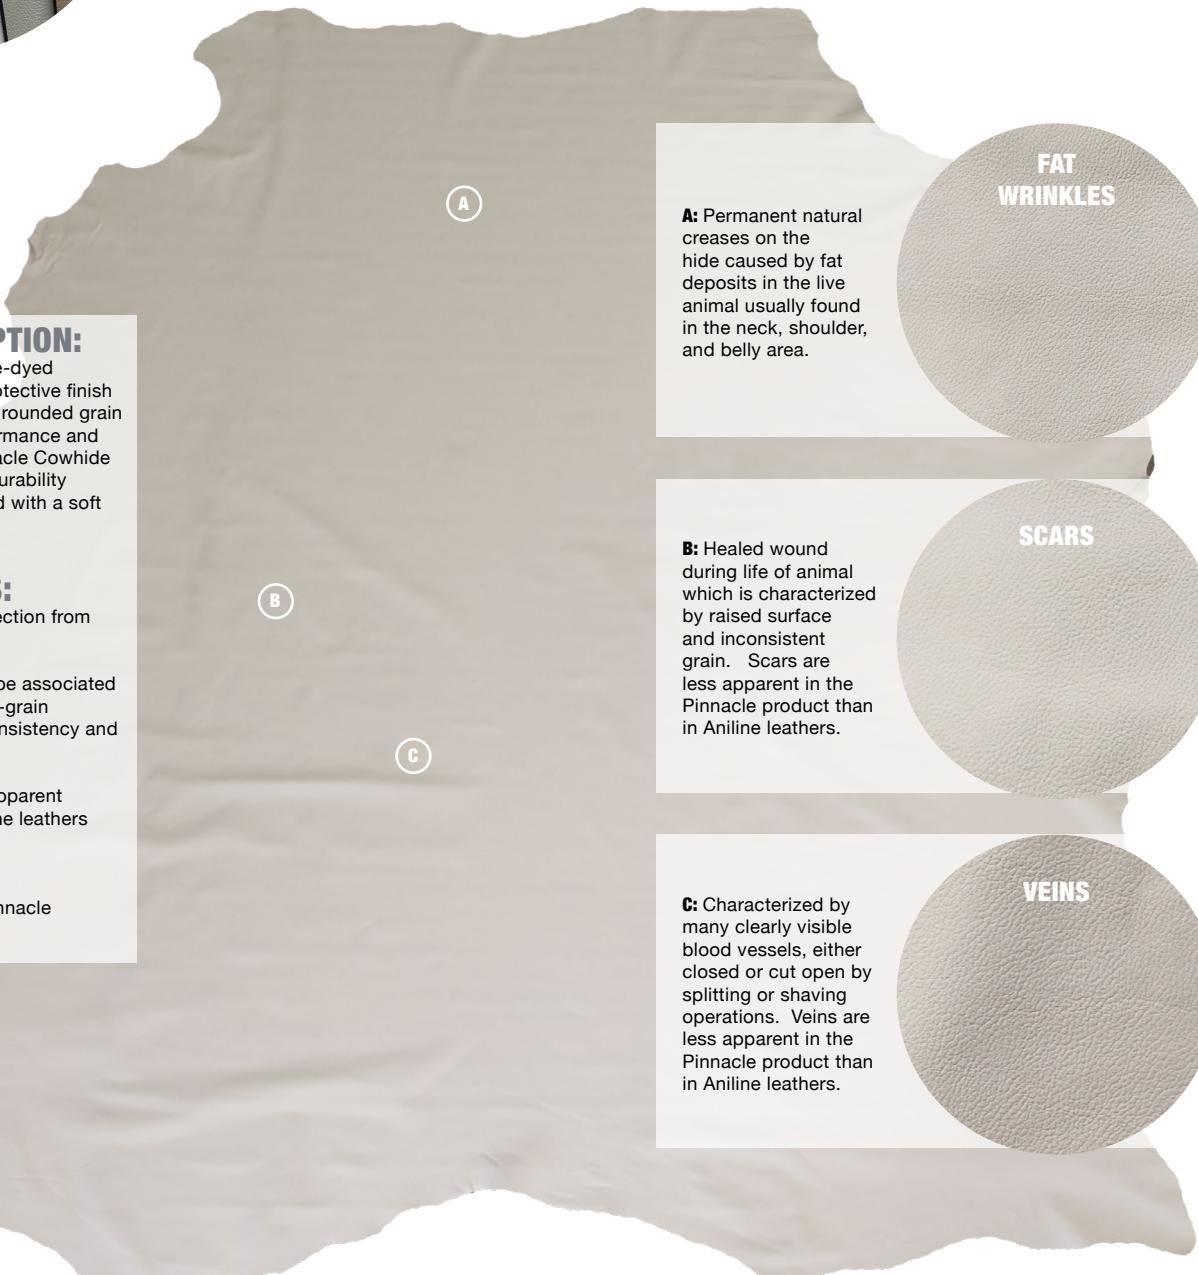 A
B
C
PTION:
e-dyed
otective finish
rounded grain
rmance and
acle Cowhide
urability
d with a soft
S:
ection from
be associated
-grain
nsistency and
pparent
ne leathers
nnacle
A: Permanent natural
creases on the
hide caused by fat
deposits in the live
animal usually found
in the neck, shoulder,
and belly area.
FAT
WRINKLES
B: Healed wound
during life of animal
which is characterized
by raised surface
and inconsistent
grain.   Scars are
less apparent in the
Pinnacle product than
in Aniline leathers.
SCARS
C: Characterized by
many clearly visible
blood vessels, either
closed or cut open by
splitting or shaving
operations.  Veins are
less apparent in the
Pinnacle product than
in Aniline leathers.
VEINS